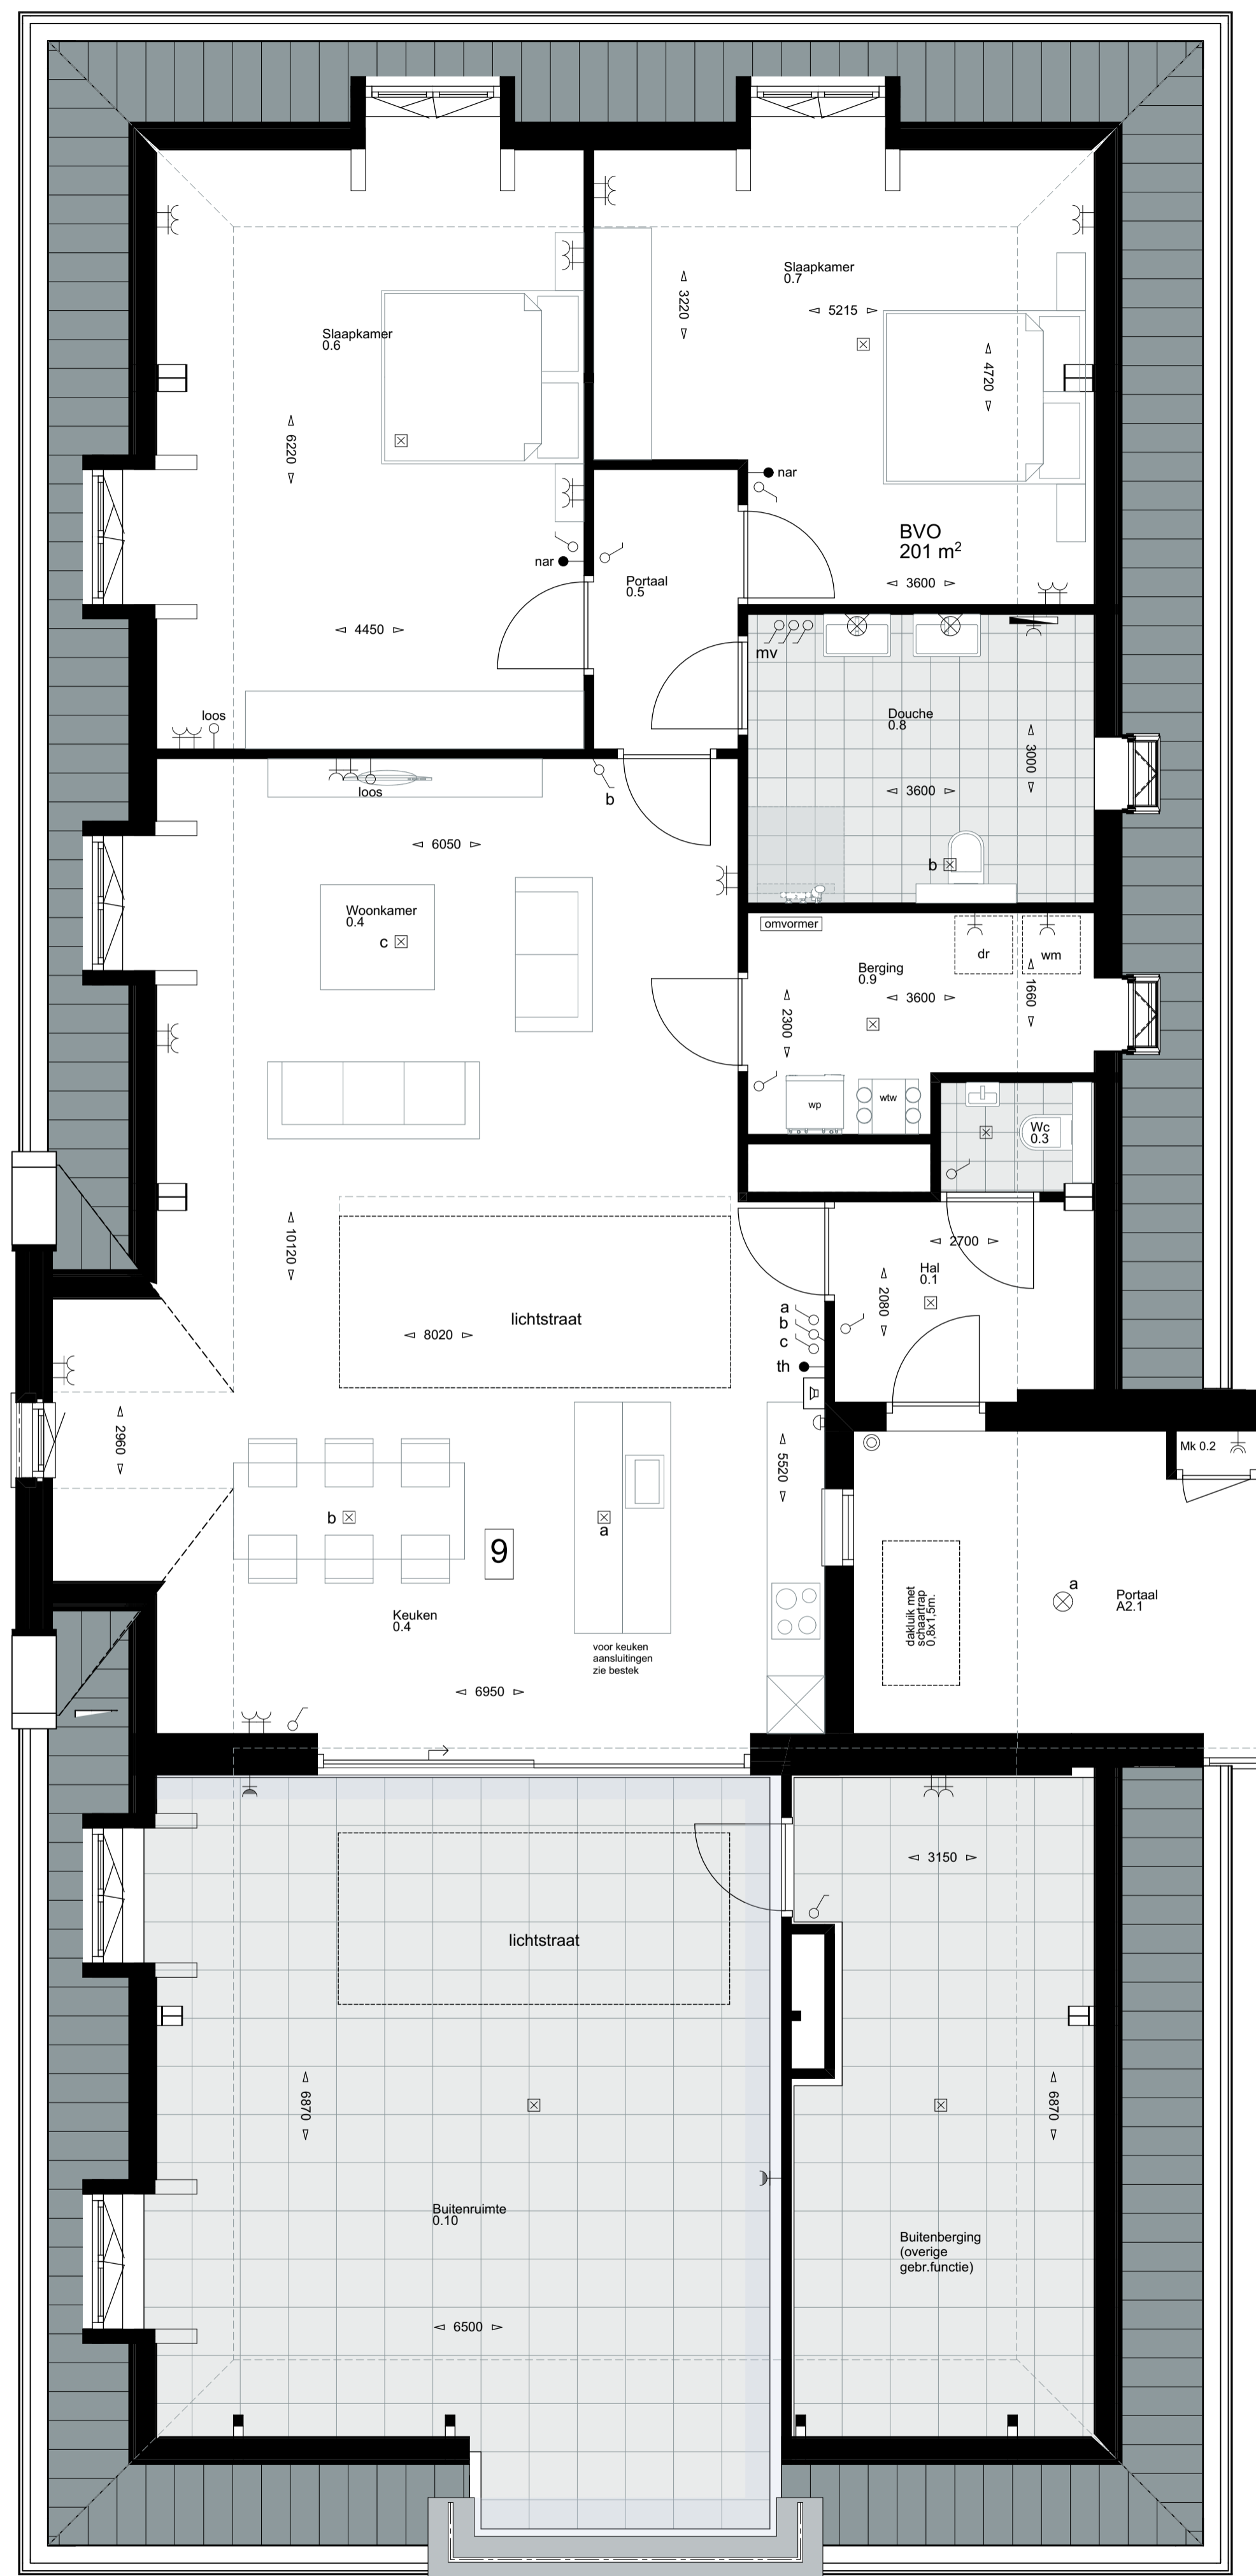 Slaapkamer
0.7
3220
5215
Slaapkamer
0.6
4720
6220
nar
BVO
201 m²
nar
Portaal
0.5
3600
4450
mv
loos
Douche
0.8
3000
loos
b
3600
6050
b
Woonkamer
0.4
c
omvormer
dr
wm
Berging
0.9
3600
1660
2300
wp
wtw
Wc
0.3
10120
2700
Hal
0.1
2080
a
b
c
th
lichtstraat
8020
2960
5520
Mk 0.2
b
a
9
dakluik met
schaartrap
0,8x1,5m.
a
Portaal
A2.1
Keuken
0.4
voor keuken
aansluitingen
zie bestek
6950
3150
lichtstraat
6870
6870
Buitenruimte
0.10
Buitenberging
(overige
gebr.functie)
6500